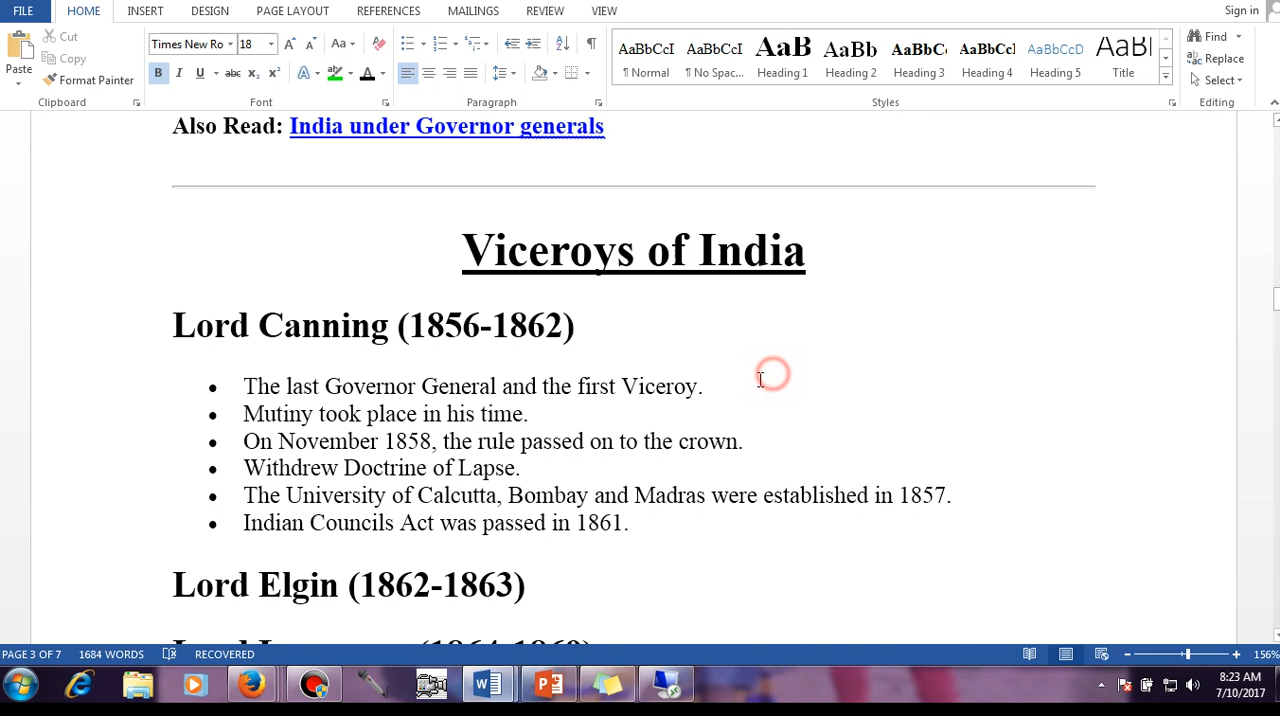 FILE HOME INSERT DESIGN PAGE LAYOUT REFERENCES MAILINGS REVIEW VIEW Sign in
Paste Cut
Copy
Format Painter
Times New Ro 18
Aa
B I U abc x₂ x² A A
AaBbCcI AaBbCcI AaB AaBb AaBbCc AaBbCcI AaBbCcD AaBl
¶ Normal ¶ No Spac... Heading 1 Heading 2 Heading 3 Heading 4 Heading 5 Title
Find
Replace
Select
Clipboard Font Paragraph Styles Editing
Also Read: India under Governor generals
Viceroys of India
Lord Canning (1856-1862)
• The last Governor General and the first Viceroy.
• Mutiny took place in his time.
• On November 1858, the rule passed on to the crown.
• Withdrew Doctrine of Lapse.
• The University of Calcutta, Bombay and Madras were established in 1857.
• Indian Councils Act was passed in 1861.
Lord Elgin (1862-1863)
PAGE 3 OF 7 1684 WORDS RECOVERED 156%
8:23 AM
7/10/2017